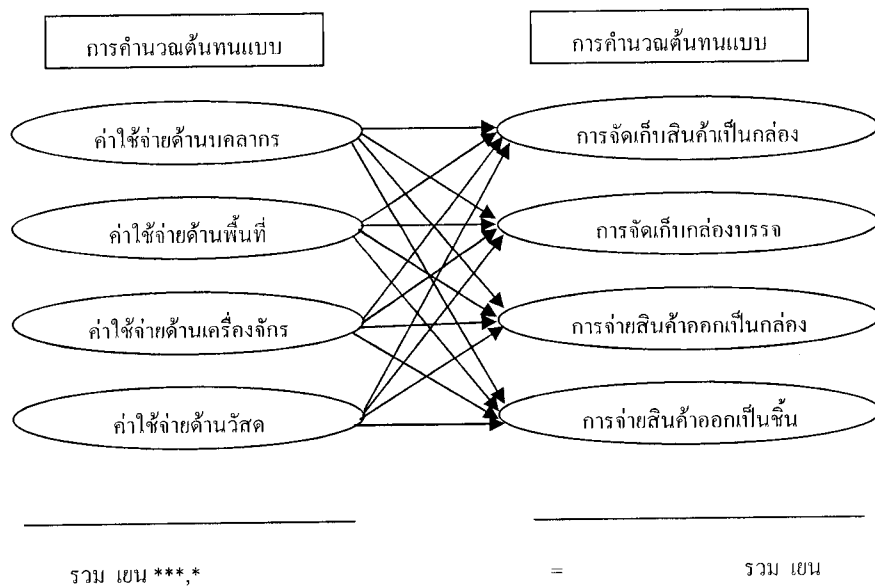 การคำนวณต้นทนแบบ
การคำนวณต้นทนแบบ
ค่าใช้จ่ายด้านบคลากร
การจัดเก็บสินค้าเป็นกล่อง
ค่าใช้จ่ายด้านพื้นที่
การจัดเก็บกล่องบรรจ
ค่าใช้จ่ายด้านเครื่องจักร
การจ่ายสินค้าออกเป็นกล่อง
ค่าใช้จ่ายด้านวัสด
การจ่ายสินค้าออกเป็นชิ้น
รวม เยน ***,* = รวม เยน